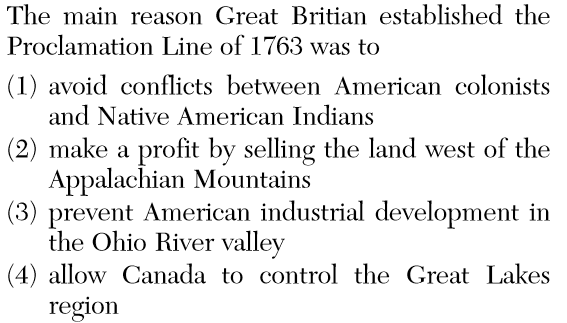 The main reason Great Britian established the
Proclamation Line of 1763 was to
(1) avoid conflicts between American colonists
and Native American Indians
(2) make a profit by selling the land west of the
Appalachian Mountains
(3) prevent American industrial development in
the Ohio River valley
(4) allow Canada to control the Great Lakes
region